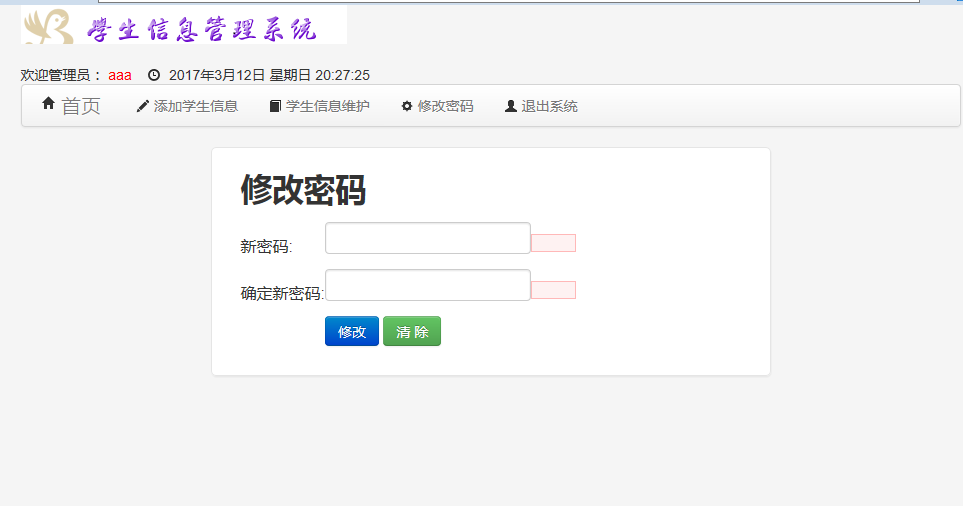 學生信息管理系统
欢迎管理员： aaa 2017年3月12日 星期日 20:27:25
首页 添加学生信息 学生信息维护 修改密码 退出系统
修改密码
新密码:
确定新密码:
修改 清 除